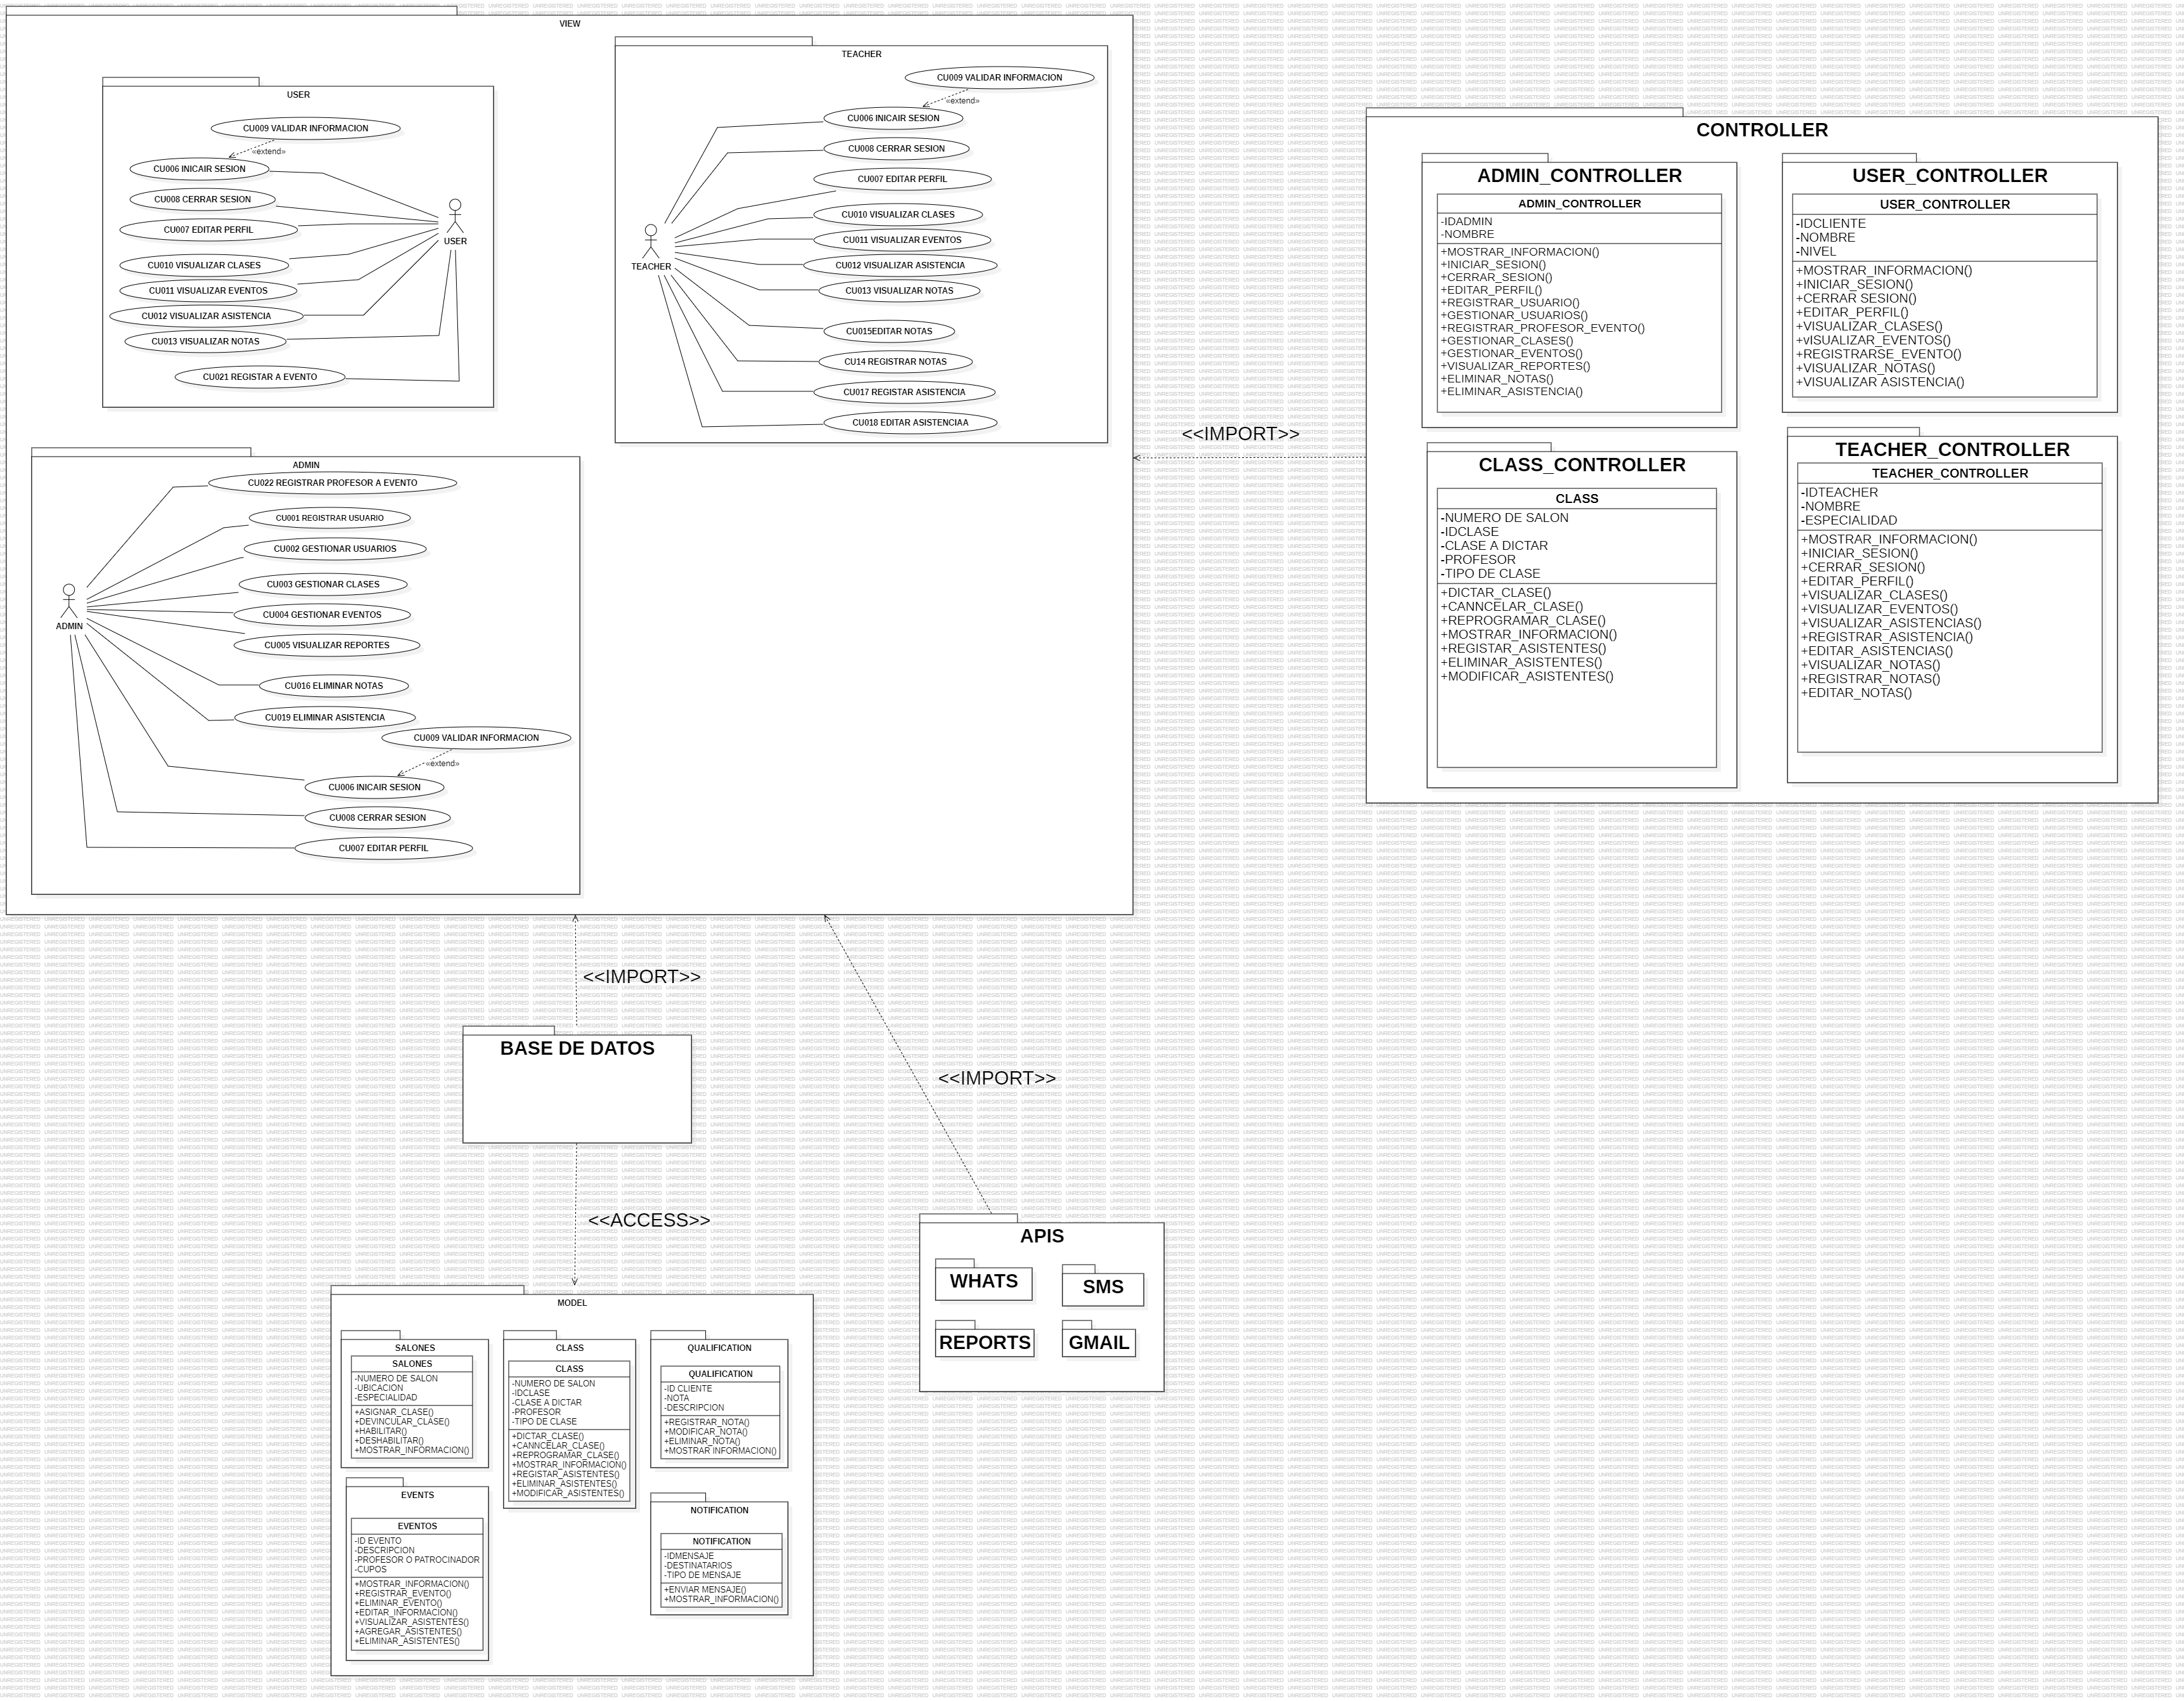 VIEW
USER
CU009 VALIDAR INFORMACION
«extend»
CU006 INICAIR SESION
CU008 CERRAR SESION
CU007 EDITAR PERFIL
CU010 VISUALIZAR CLASES
CU011 VISUALIZAR EVENTOS
CU012 VISUALIZAR ASISTENCIA
CU013 VISUALIZAR NOTAS
CU021 REGISTAR A EVENTO
USER
TEACHER
CU009 VALIDAR INFORMACION
«extend»
CU006 INICAIR SESION
CU008 CERRAR SESION
CU007 EDITAR PERFIL
CU010 VISUALIZAR CLASES
CU011 VISUALIZAR EVENTOS
CU012 VISUALIZAR ASISTENCIA
CU013 VISUALIZAR NOTAS
CU015EDITAR NOTAS
CU14 REGISTRAR NOTAS
CU017 REGISTAR ASISTENCIA
CU018 EDITAR ASISTENCIAA
TEACHER
ADMIN
CU022 REGISTRAR PROFESOR A EVENTO
CU001 REGISTRAR USUARIO
CU002 GESTIONAR USUARIOS
CU003 GESTIONAR CLASES
CU004 GESTIONAR EVENTOS
CU005 VISUALIZAR REPORTES
CU016 ELIMINAR NOTAS
CU019 ELIMINAR ASISTENCIA
CU009 VALIDAR INFORMACION
«extend»
CU006 INICAIR SESION
CU008 CERRAR SESION
CU007 EDITAR PERFIL
ADMIN
<<IMPORT>>
CONTROLLER
ADMIN_CONTROLLER
ADMIN_CONTROLLER
-IDADMIN
-NOMBRE
+MOSTRAR_INFORMACION()
+INICIAR_SESION()
+CERRAR_SESION()
+EDITAR_PERFIL()
+REGISTRAR_USUARIO()
+GESTIONAR_USUARIOS()
+REGISTRAR_PROFESOR_EVENTO()
+GESTIONAR_CLASES()
+GESTIONAR_EVENTOS()
+VISUALIZAR_REPORTES()
+ELIMINAR_NOTAS()
+ELIMINAR_ASISTENCIA()
USER_CONTROLLER
USER_CONTROLLER
-IDCLIENTE
-NOMBRE
-NIVEL
+MOSTRAR_INFORMACION()
+INICIAR_SESION()
+CERRAR SESION()
+EDITAR_PERFIL()
+VISUALIZAR_CLASES()
+vISUALIZAR_EVENTOS()
+REGISTRARSE_EVENTO()
+VISUALIZAR_NOTAS()
+VISUALIZAR ASISTENCIA()
CLASS_CONTROLLER
CLASS
-NUMERO DE SALON
-IDCLASE
-CLASE A DICTAR
-PROFESOR
-TIPO DE CLASE
+DICTAR_CLASE()
+CANNCELAR_CLASE()
+REPROGRAMAR_CLASE()
+MOSTRAR_INFORMACION()
+REGISTAR_ASISTENTES()
+ELIMINAR_ASISTENTES()
+MODIFICAR_ASISTENTES()
TEACHER_CONTROLLER
TEACHER_CONTROLLER
-IDTEACHER
-NOMBRE
-ESPECIALIDAD
+MOSTRAR_INFORMACION()
+INICIAR_SESION()
+CERRAR_SESION()
+EDITAR_PERFIL()
+VISUALIZAR_CLASES()
+VISUALIZAR_EVENTOS()
+VISUALIZAR_ASISTENCIAS()
+REGISTRAR_ASISTENCIA()
+EDITAR_ASISTENCIAS()
+VISUALIZAR_NOTAS()
+REGISTRAR_NOTAS()
+EDITAR_NOTAS()
<<IMPORT>>
BASE DE DATOS
<<IMPORT>>
<<ACCESS>>
APIS
WHATS
SMS
REPORTS
GMAIL
MODEL
SALONES
SALONES
-NUMERO DE SALON
-UBICACION
-ESPECIALIDAD
+ASIGNAR_CLASE()
+DEVINCULAR_CLASE()
+HABILITAR()
+DESHABILITAR()
+MOSTRAR_INFORMACION()
CLASS
CLASS
-NUMERO DE SALON
-IDCLASE
-CLASE A DICTAR
-PROFESOR
-TIPO DE CLASE
+DICTAR_CLASE()
+CANNCELAR_CLASE()
+REPROGRAMAR_CLASE()
+MOSTRAR_INFORMACION()
+REGISTAR_ASISTENTES()
+ELIMINAR_ASISTENTES()
+MODIFICAR_ASISTENTES()
QUALIFICATION
QUALIFICATION
-ID CLIENTE
-NOTA
-DESCRIPCION
+REGISTRAR_NOTA()
+MODIFICAR_NOTA()
+ELIMINAR_NOTA()
+MOSTRAR INFORMACION()
EVENTS
EVENTOS
-ID EVENTO
-DESCRIPCION
-PROFESOR O PATROCINADOR
-CUPOS
+MOSTRAR_INFORMACION()
+REGISTRAR_EVENTO()
+ELIMINAR_EVENTO()
+EDITAR_INFORMACION()
+VISUALIZAR_ASISTENTES()
+AGREGAR_ASISTENTES()
+ELIMINAR_ASISTENTES()
NOTIFICATION
NOTIFICATION
-IDMENSAJE
-DESTINATARIOS
-TIPO DE MENSAJE
+ENVIAR MENSAJE()
+MOSTRAR_INFORMACION()
UNREGISTERED